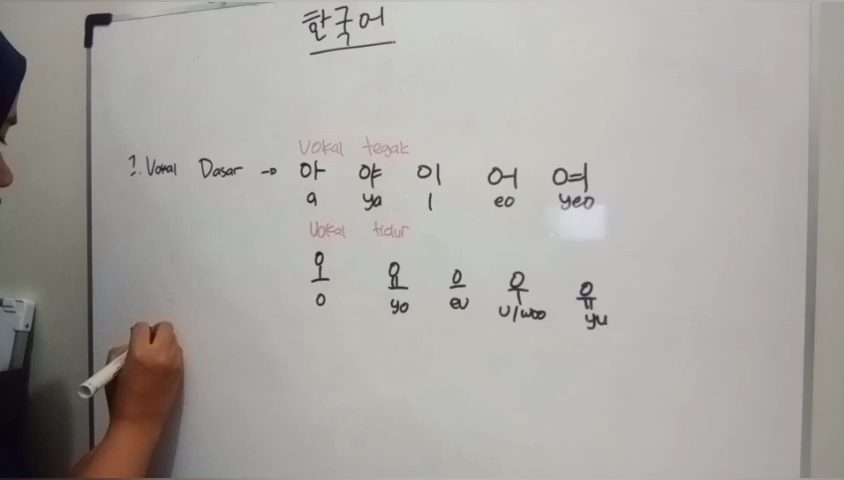 한국어
Vokal tegak
1. Vokal Dasar → 아 야 이 어 여
a ya i eo yeo
Vokal tidur
오 요 으 우 유
o yo eu u/woo yu